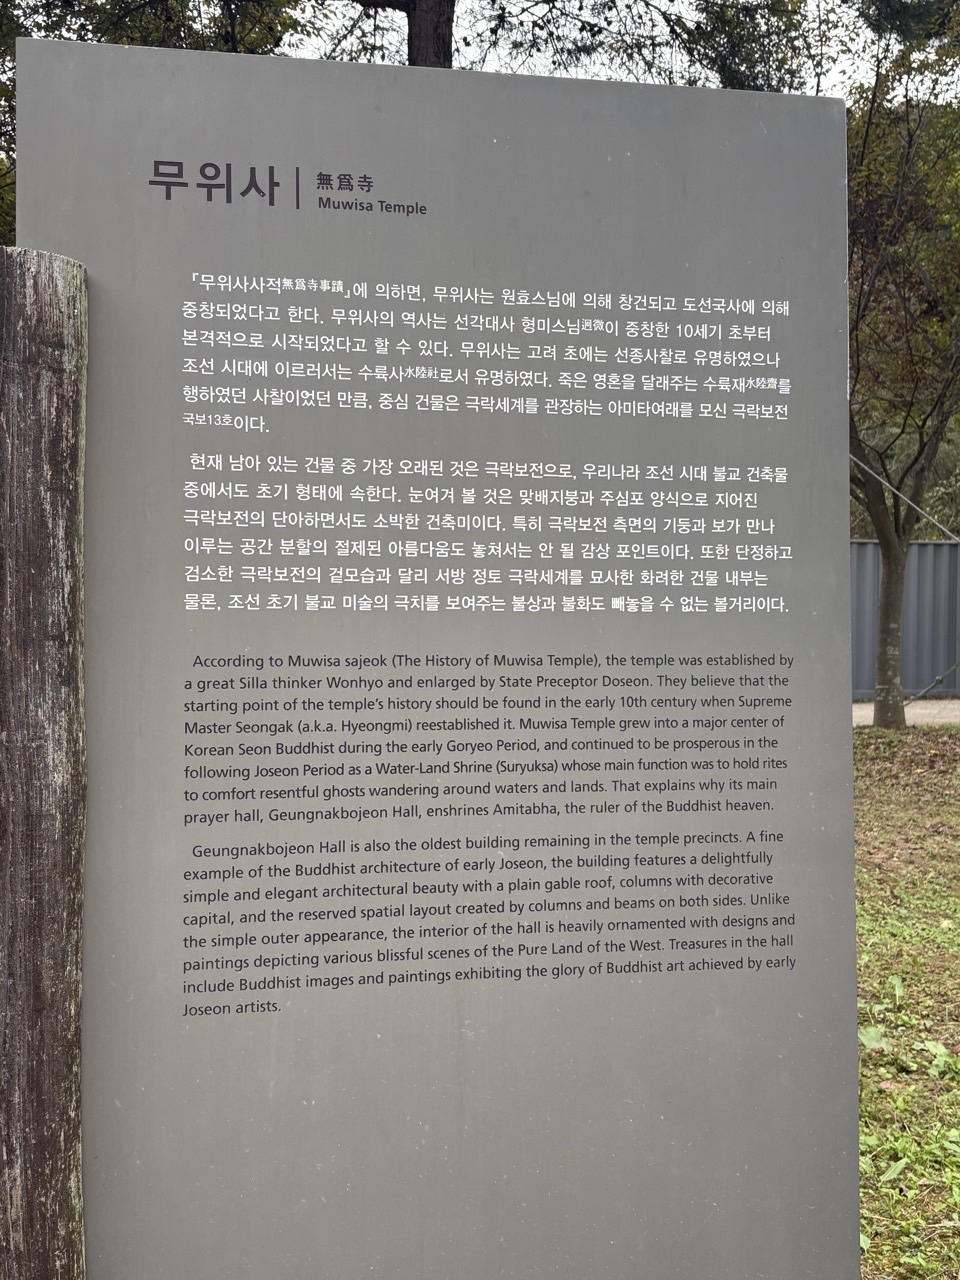 무위사
無爲寺
Muwisa Temple
『무위사사적無爲寺事蹟』에 의하면, 무위사는 원효스님에 의해 창건되고 도선국사에 의해
중창되었다고 한다. 무위사의 역사는 선각대사 형미스님逈微이 중창한 10세기 초부터
본격적으로 시작되었다고 할 수 있다. 무위사는 고려 초에는 선종사찰로 유명하였으나
조선 시대에 이르러서는 수륙사水陸社로서 유명하였다. 죽은 영혼을 달래주는 수륙재水陸齋를
행하였던 사찰이었던 만큼, 중심 건물은 극락세계를 관장하는 아미타여래를 모신 극락보전
국보13호이다.
현재 남아 있는 건물 중 가장 오래된 것은 극락보전으로, 우리나라 조선 시대 불교 건축물
중에서도 초기 형태에 속한다. 눈여겨 볼 것은 맞배지붕과 주심포 양식으로 지어진
극락보전의 단아하면서도 소박한 건축미이다. 특히 극락보전 측면의 기둥과 보가 만나
이루는 공간 분할의 절제된 아름다움도 놓쳐서는 안 될 감상 포인트이다. 또한 단정하고
검소한 극락보전의 겉모습과 달리 서방 정토 극락세계를 묘사한 화려한 건물 내부는
물론, 조선 초기 불교 미술의 극치를 보여주는 불상과 불화도 빼놓을 수 없는 볼거리이다.
According to Muwisa sajeok (The History of Muwisa Temple), the temple was established by
a great Silla thinker Wonhyo and enlarged by State Preceptor Doseon. They believe that the
starting point of the temple's history should be found in the early 10th century when Supreme
Master Seongak (a.k.a. Hyeongmi) reestablished it. Muwisa Temple grew into a major center of
Korean Seon Buddhist during the early Goryeo Period, and continued to be prosperous in the
following Joseon Period as a Water-Land Shrine (Suryuksa) whose main function was to hold rites
to comfort resentful ghosts wandering around waters and lands. That explains why its main
prayer hall, Geungnakbojeon Hall, enshrines Amitabha, the ruler of the Buddhist heaven.
Geungnakbojeon Hall is also the oldest building remaining in the temple precincts. A fine
example of the Buddhist architecture of early Joseon, the building features a delightfully
simple and elegant architectural beauty with a plain gable roof, columns with decorative
capital, and the reserved spatial layout created by columns and beams on both sides. Unlike
the simple outer appearance, the interior of the hall is heavily ornamented with designs and
paintings depicting various blissful scenes of the Pure Land of the West. Treasures in the hall
include Buddhist images and paintings exhibiting the glory of Buddhist art achieved by early
Joseon artists.